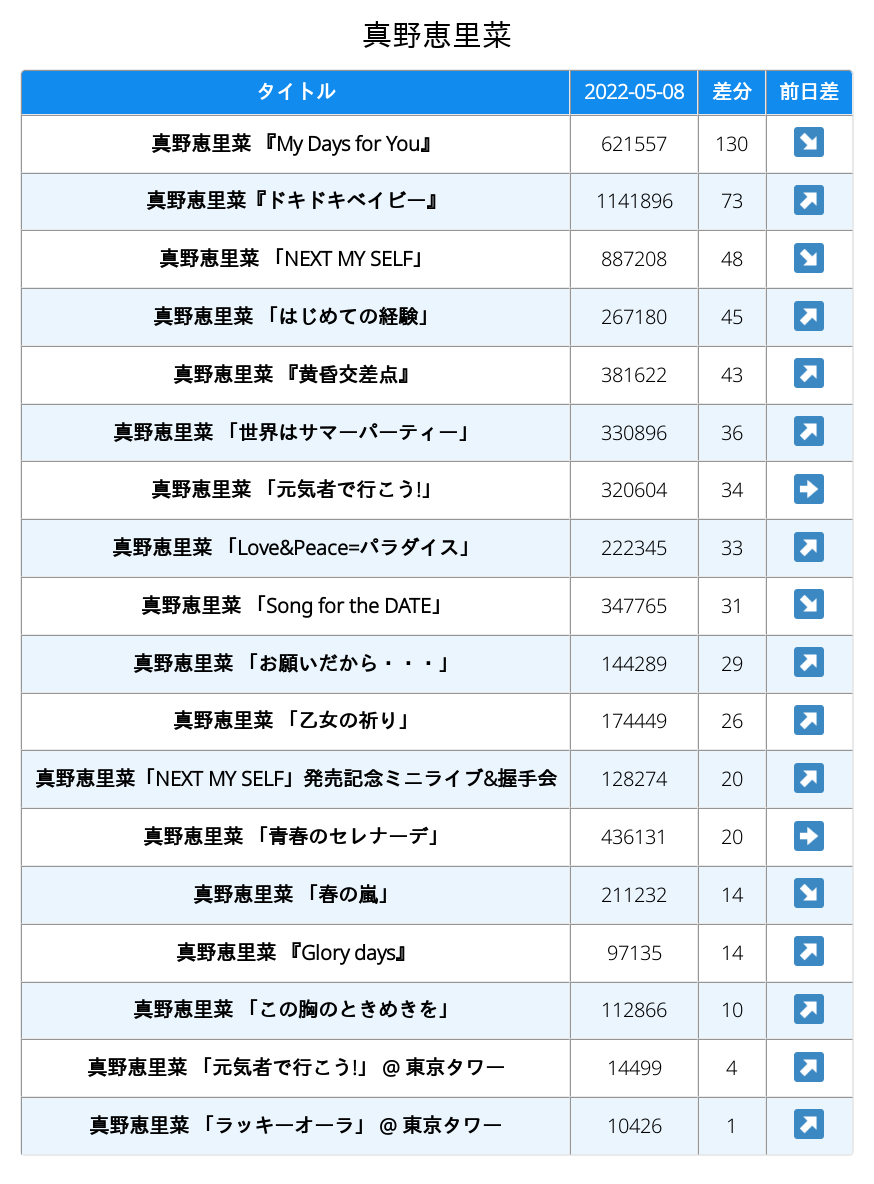 真野恵里菜
タイトル 2022-05-08 差分 前日差
真野恵里菜 『My Days for You』 621557 130 ↘
真野恵里菜『ドキドキベイビー』 1141896 73 ↗
真野恵里菜 「NEXT MY SELF」 887208 48 ↘
真野恵里菜 「はじめての経験」 267180 45 ↗
真野恵里菜 『黄昏交差点』 381622 43 ↗
真野恵里菜 「世界はサマーパーティー」 330896 36 ↗
真野恵里菜 「元気者で行こう!」 320604 34 ➡
真野恵里菜 「Love&Peace=パラダイス」 222345 33 ↗
真野恵里菜 「Song for the DATE」 347765 31 ↘
真野恵里菜 「お願いだから・・・」 144289 29 ↗
真野恵里菜 「乙女の祈り」 174449 26 ↗
真野恵里菜「NEXT MY SELF」発売記念ミニライブ&握手会 128274 20 ↗
真野恵里菜 「青春のセレナーデ」 436131 20 ➡
真野恵里菜 「春の嵐」 211232 14 ↘
真野恵里菜 『Glory days』 97135 14 ↗
真野恵里菜 「この胸のときめきを」 112866 10 ↗
真野恵里菜 「元気者で行こう!」 @ 東京タワー 14499 4 ↗
真野恵里菜 「ラッキーオーラ」 @ 東京タワー 10426 1 ↗